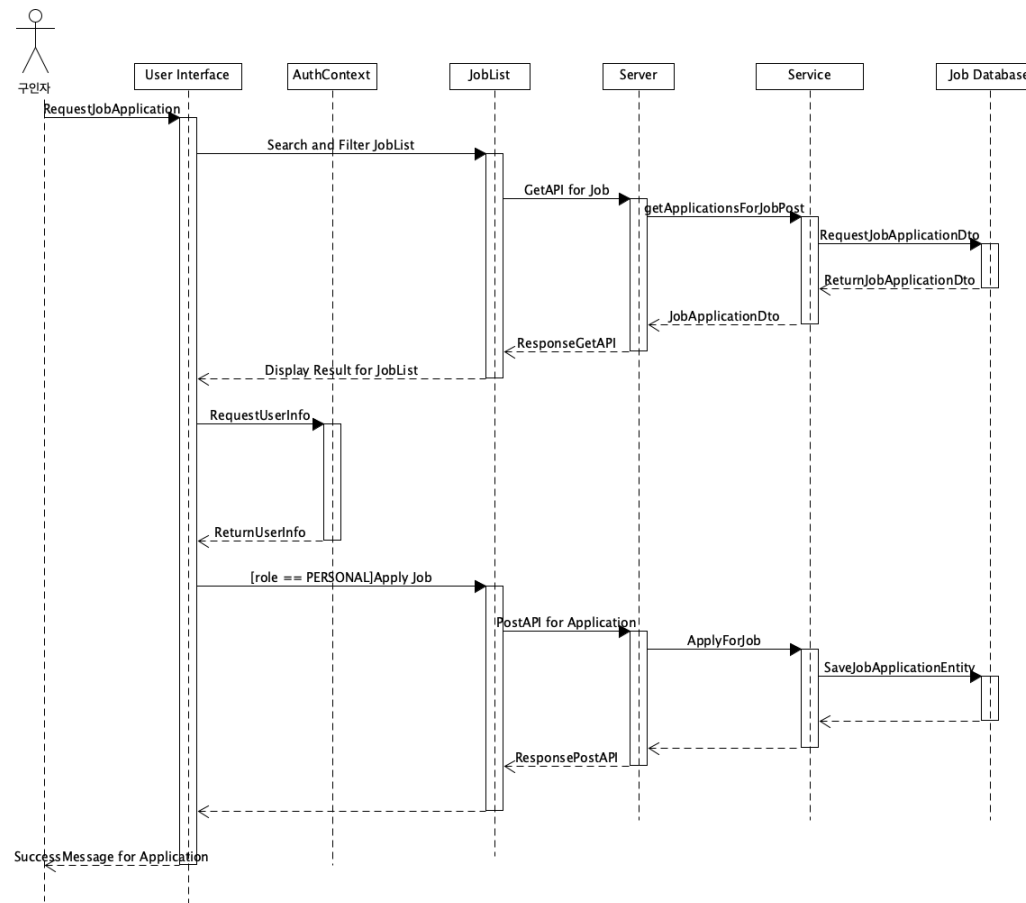 구인자
User Interface
AuthContext
JobList
Server
Service
Job Database
RequestJobApplication
Search and Filter JobList
GetAPI for Job
getApplicationsForJobPost
RequestJobApplicationDto
ReturnJobApplicationDto
JobApplicationDto
ResponseGetAPI
Display Result for JobList
RequestUserInfo
ReturnUserInfo
[role == PERSONAL]Apply Job
PostAPI for Application
ApplyForJob
SaveJobApplicationEntity
ResponsePostAPI
SuccessMessage for Application